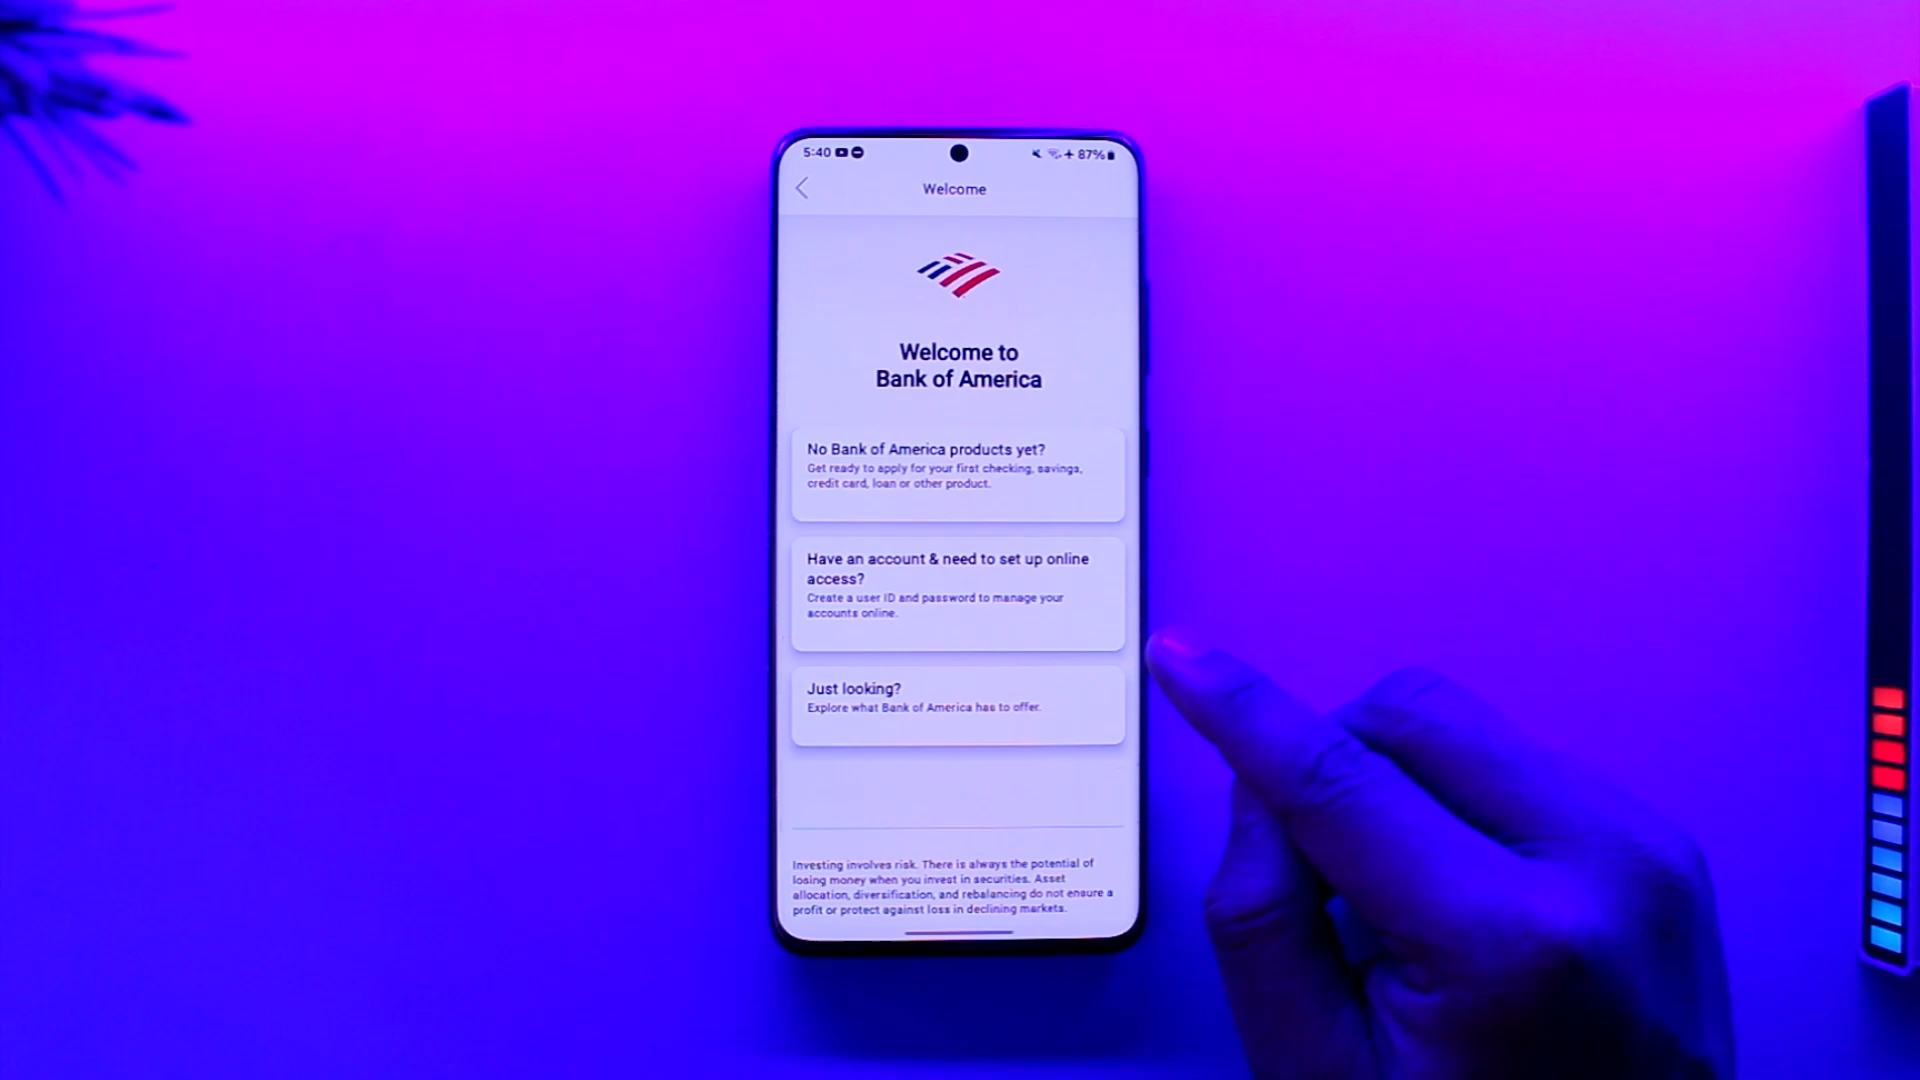 5:40
87%
Welcome
Welcome to
Bank of America
No Bank of America products yet?
Get ready to apply for your first checking, savings,
credit card, loan or other product.
Have an account & need to set up online
access?
Create a user ID and password to manage your
accounts online.
Just looking?
Explore what Bank of America has to offer.
Investing involves risk. There is always the potential of
losing money when you invest in securities. Asset
allocation, diversification, and rebalancing do not ensure a
profit or protect against loss in declining markets.